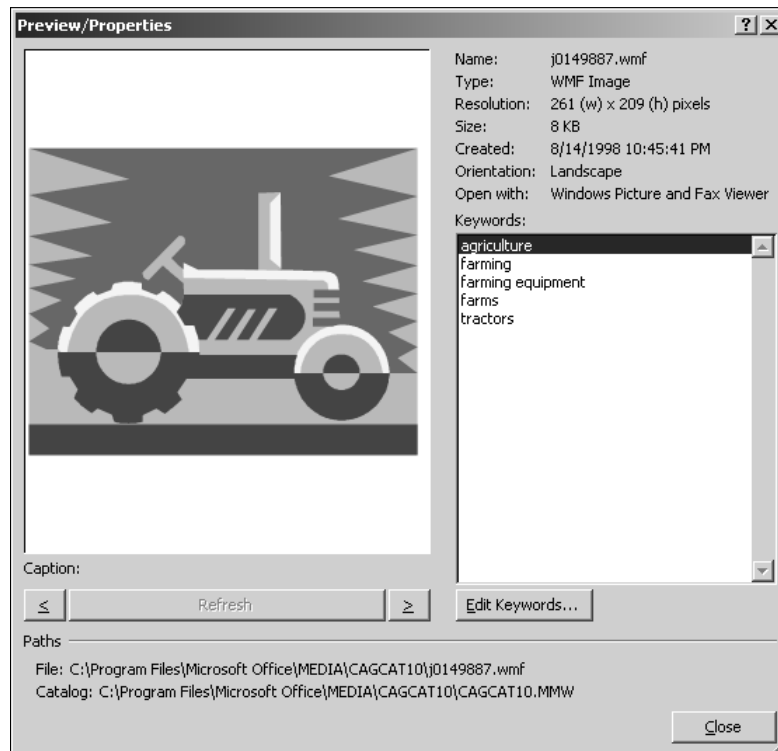 Preview/Properties
? X
Name: j0149887.wmf
Type: WMF Image
Resolution: 261 (w) x 209 (h) pixels
Size: 8 KB
Created: 8/14/1998 10:45:41 PM
Orientation: Landscape
Open with: Windows Picture and Fax Viewer
Keywords:
agriculture
farming
farming equipment
farms
tractors
Caption:
< Refresh > Edit Keywords...
Paths
File: C:\Program Files\Microsoft Office\MEDIA\CAGCAT10\j0149887.wmf
Catalog: C:\Program Files\Microsoft Office\MEDIA\CAGCAT10\CAGCAT10.MMW
Close